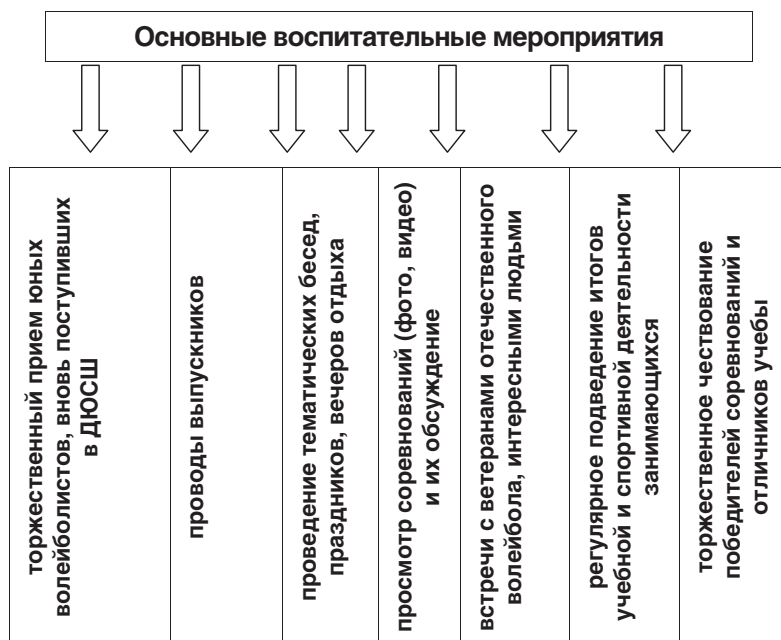 Основные воспитательные мероприятия
торжественный прием юных
волейболистов, вновь поступивших
в ДЮСШ
проводы выпускников
проведение тематических бесед,
праздников, вечеров отдыха
просмотр соревнований (фото, видео)
и их обсуждение
встречи с ветеранами отечественного
волейбола, интересными людьми
регулярное подведение итогов
учебной и спортивной деятельности
занимающихся
торжественное чествование
победителей соревнований и
отличников учебы